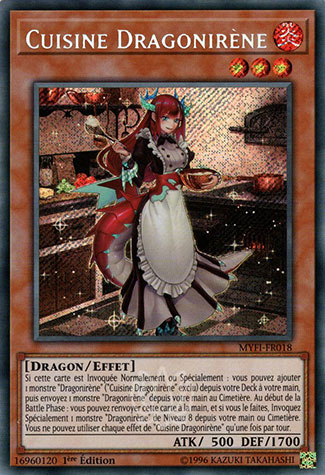 CUISINE DRAGONIRÈNE
炎
MYFI-FR018
[DRAGON/EFFET]
Si cette carte est Invoquée Normalement ou Spécialement : vous pouvez ajouter
1 monstre "Dragonirène" ("Cuisine Dragonirène" exclu) depuis votre Deck à votre main,
puis envoyez 1 monstre "Dragonirène" depuis votre main au Cimetière. Au début de la
Battle Phase : vous pouvez renvoyer cette carte à la main, et si vous le faites, Invoquez
Spécialement 1 monstre "Dragonirène" de Niveau 8 depuis votre main ou Cimetière.
Vous ne pouvez utiliser chaque effet de "Cuisine Dragonirène" qu'une fois par tour.
ATK/ 500 DEF/1700
16960120 1ère Edition ©1996 KAZUKI TAKAHASHI